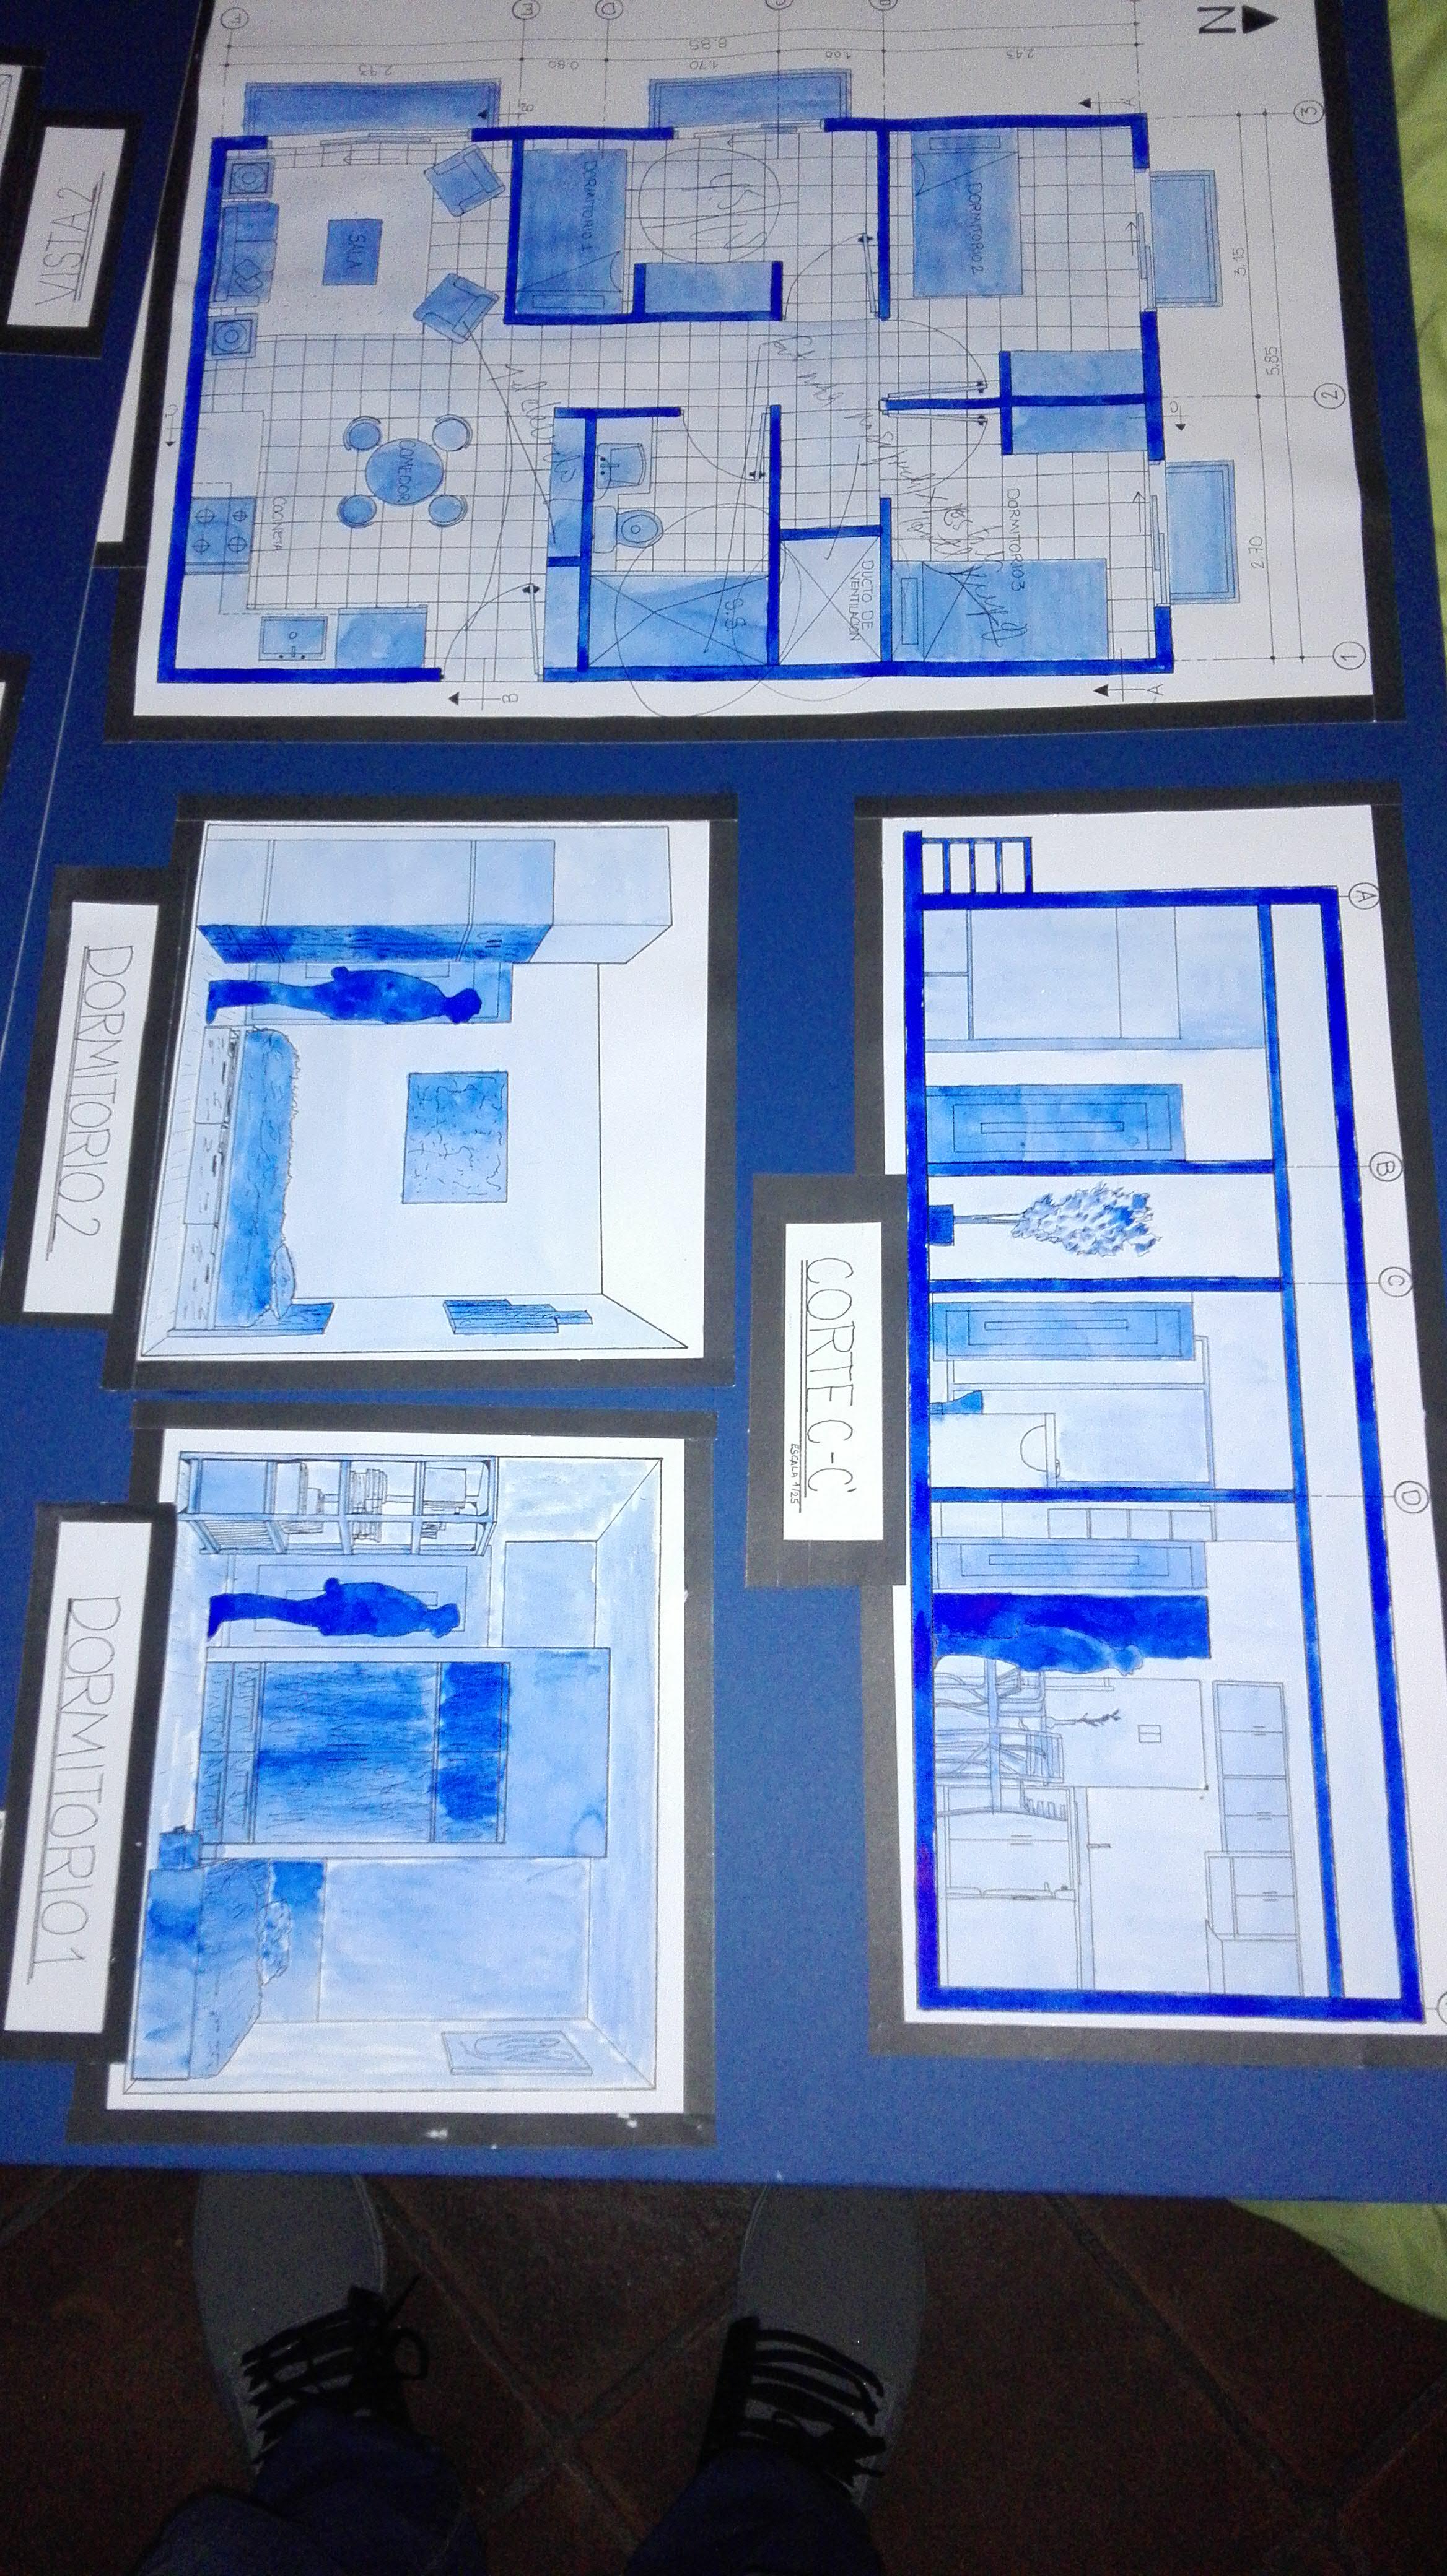 VISTA 2
N
F
E
D
C
B
2.93
0.80
1.70
1.00
2.43
8.85
3
2
1
3.15
2.70
5.85
A
A
B
B
C
C
SALA
DORMITORIO 1
DORMITORIO 2
DORMITORIO 3
COMEDOR
COCINETA
S.S.
DUCTO DE
VENTILACION
DORMITORIO 2
DORMITORIO 1
CORTE C-C
ESCALA 1/25
A
B
C
D